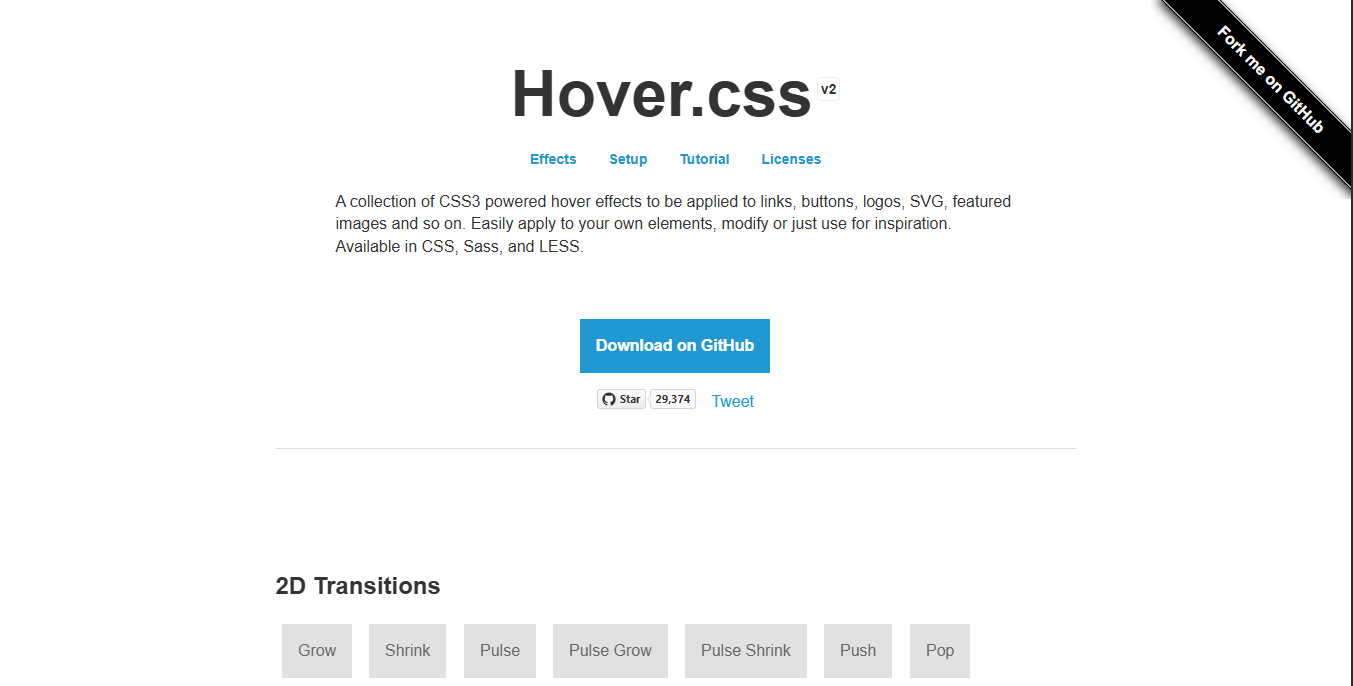 Fork me on GitHub
Hover.css v2
Effects Setup Tutorial Licenses
A collection of CSS3 powered hover effects to be applied to links, buttons, logos, SVG, featured
images and so on. Easily apply to your own elements, modify or just use for inspiration.
Available in CSS, Sass, and LESS.
Download on GitHub
Star 29,374 Tweet
2D Transitions
Grow Shrink Pulse Pulse Grow Pulse Shrink Push Pop